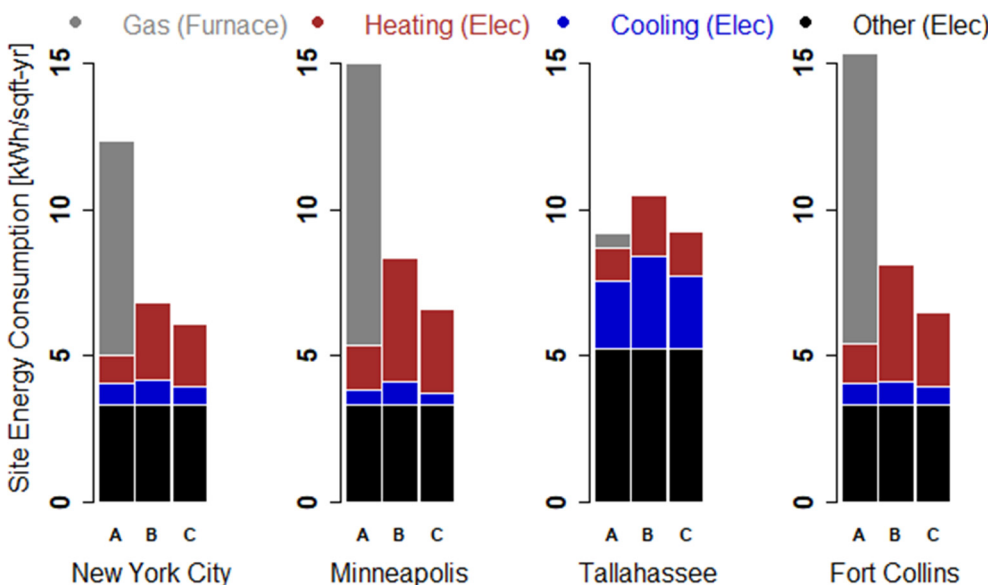 Gas (Furnace) Heating (Elec) Cooling (Elec) Other (Elec)
Site Energy Consumption [kWh/sqft-yr]
15 15 15 15
10 10 10 10
5 5 5 5
0 0 0 0
A B C A B C A B C A B C
New York City Minneapolis Tallahassee Fort Collins